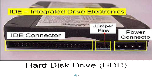 IDE - Integrated Drive Electronics
Jumper
Pins
Power
Connector
IDE Connector
Hard Disk Drive (HDD)